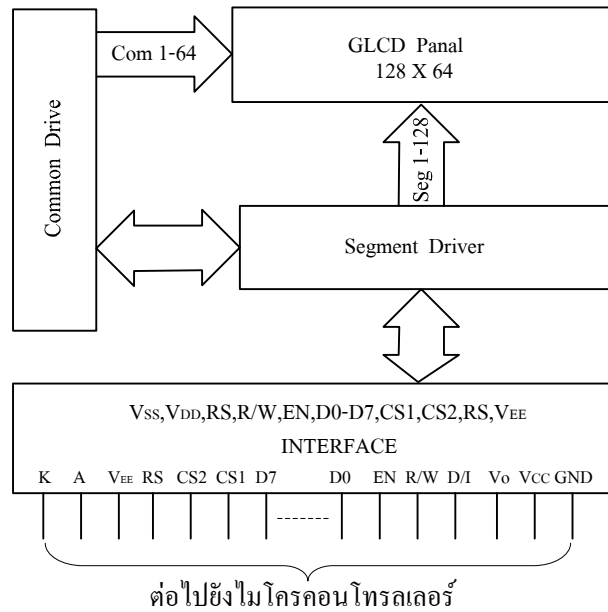 Com 1-64
GLCD Panal
128 X 64
Common Drive
Seg 1-128
Segment Driver
VSS,VDD,RS,R/W,EN,D0-D7,CS1,CS2,RS,VEE
INTERFACE
K A VEE RS CS2 CS1 D7 ------- D0 EN R/W D/I Vo VCC GND
ต่อไปยังไมโครคอนโทรลเลอร์